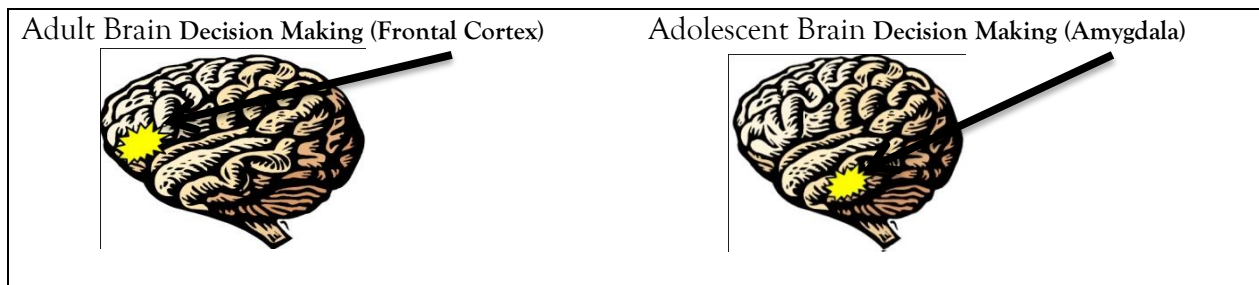 Adult Brain Decision Making (Frontal Cortex)
Adolescent Brain Decision Making (Amygdala)